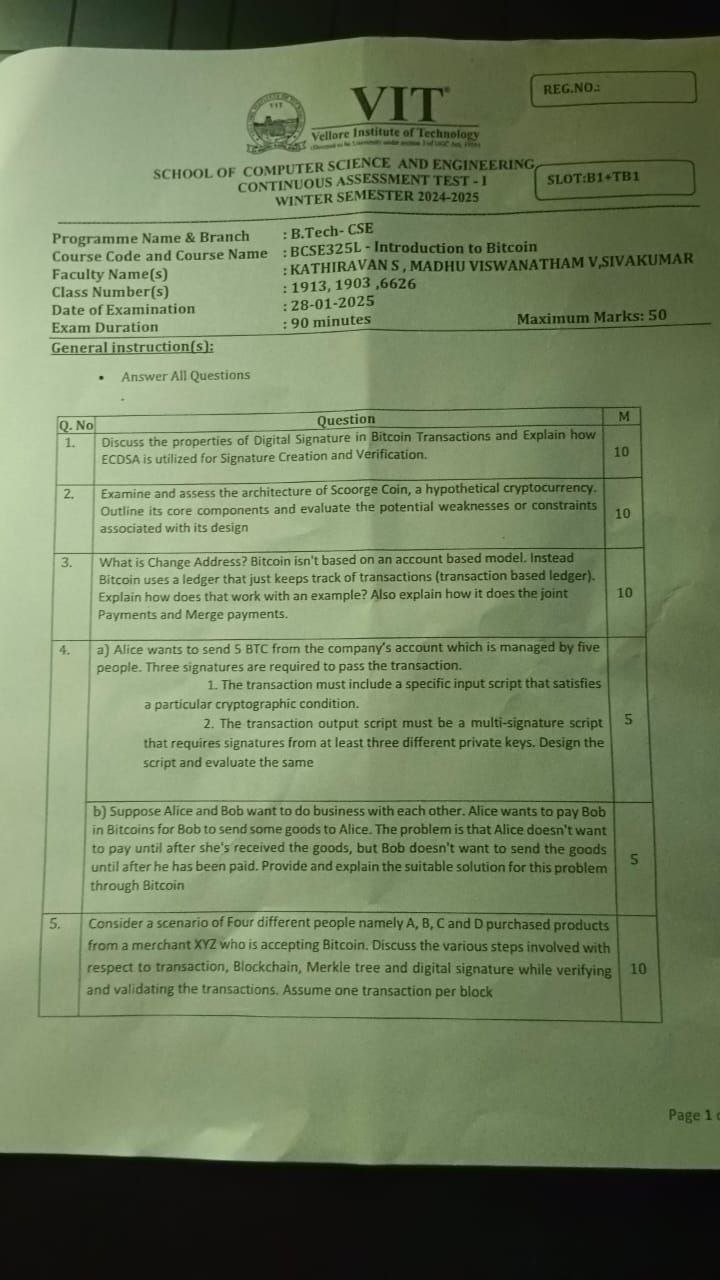 VIT
Vellore Institute of Technology
REG.NO.:
SCHOOL OF COMPUTER SCIENCE AND ENGINEERING
CONTINUOUS ASSESSMENT TEST - I
WINTER SEMESTER 2024-2025
SLOT:B1+TB1
Programme Name & Branch : B.Tech- CSE
Course Code and Course Name : BCSE325L - Introduction to Bitcoin
Faculty Name(s) : KATHIRAVAN S , MADHU VISWANATHAM V,SIVAKUMAR
Class Number(s) : 1913, 1903 ,6626
Date of Examination : 28-01-2025
Exam Duration : 90 minutes Maximum Marks: 50
General instruction(s):
• Answer All Questions
Q. No Question M
1. Discuss the properties of Digital Signature in Bitcoin Transactions and Explain how
ECDSA is utilized for Signature Creation and Verification. 10
2. Examine and assess the architecture of Scoorge Coin, a hypothetical cryptocurrency.
Outline its core components and evaluate the potential weaknesses or constraints 10
associated with its design
3. What is Change Address? Bitcoin isn't based on an account based model. Instead
Bitcoin uses a ledger that just keeps track of transactions (transaction based ledger).
Explain how does that work with an example? Also explain how it does the joint 10
Payments and Merge payments.
4. a) Alice wants to send 5 BTC from the company's account which is managed by five
people. Three signatures are required to pass the transaction.
1. The transaction must include a specific input script that satisfies
a particular cryptographic condition.
2. The transaction output script must be a multi-signature script 5
that requires signatures from at least three different private keys. Design the
script and evaluate the same
b) Suppose Alice and Bob want to do business with each other. Alice wants to pay Bob
in Bitcoins for Bob to send some goods to Alice. The problem is that Alice doesn't want
to pay until after she's received the goods, but Bob doesn't want to send the goods
until after he has been paid. Provide and explain the suitable solution for this problem 5
through Bitcoin
5. Consider a scenario of Four different people namely A, B, C and D purchased products
from a merchant XYZ who is accepting Bitcoin. Discuss the various steps involved with
respect to transaction, Blockchain, Merkle tree and digital signature while verifying 10
and validating the transactions. Assume one transaction per block
Page 1